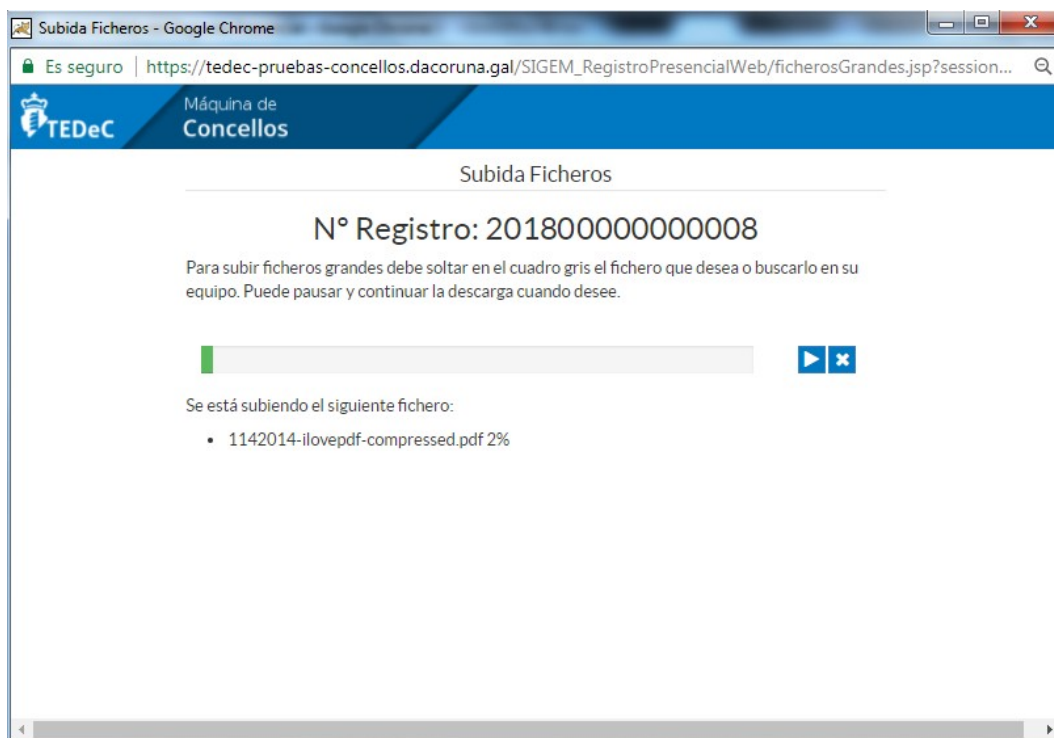 Subida Ficheros - Google Chrome
Es seguro | https://tedec-pruebas-concellos.dacoruna.gal/SIGEM_RegistroPresencialWeb/ficherosGrandes.jsp?session...
TEDeC
Máquina de
Concellos
Subida Ficheros
Nº Registro: 201800000000008
Para subir ficheros grandes debe soltar en el cuadro gris el fichero que desea o buscarlo en su
equipo. Puede pausar y continuar la descarga cuando desee.
Se está subiendo el siguiente fichero:
• 1142014-ilovepdf-compressed.pdf 2%